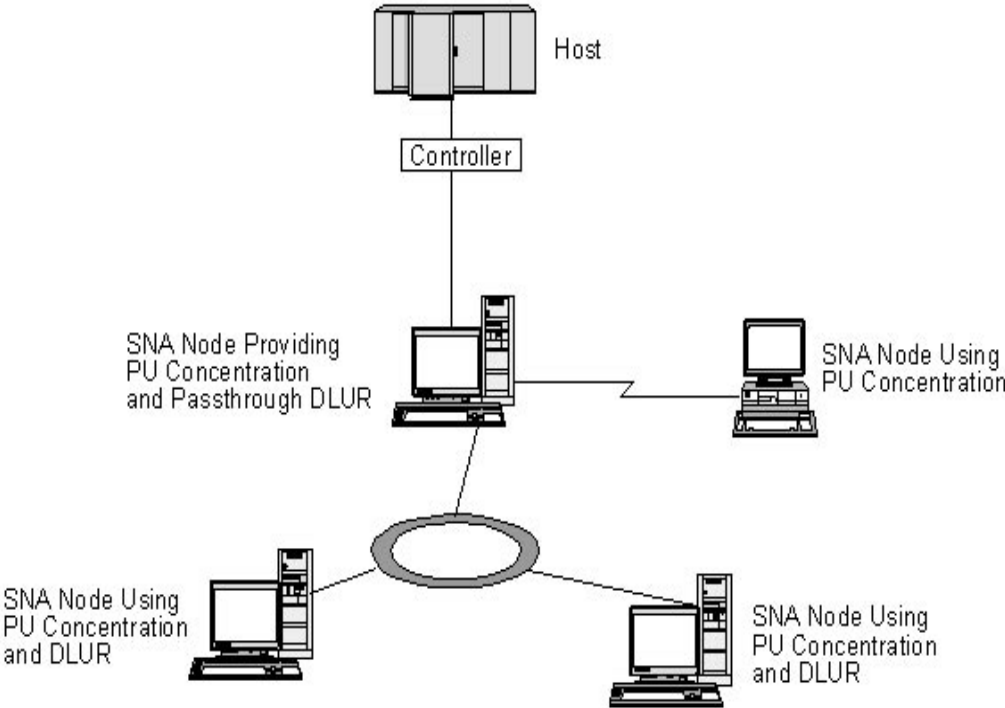 Host
Controller
SNA Node Providing
PU Concentration
and Passthrough DLUR
SNA Node Using
PU Concentration
SNA Node Using
PU Concentration
and DLUR
SNA Node Using
PU Concentration
and DLUR